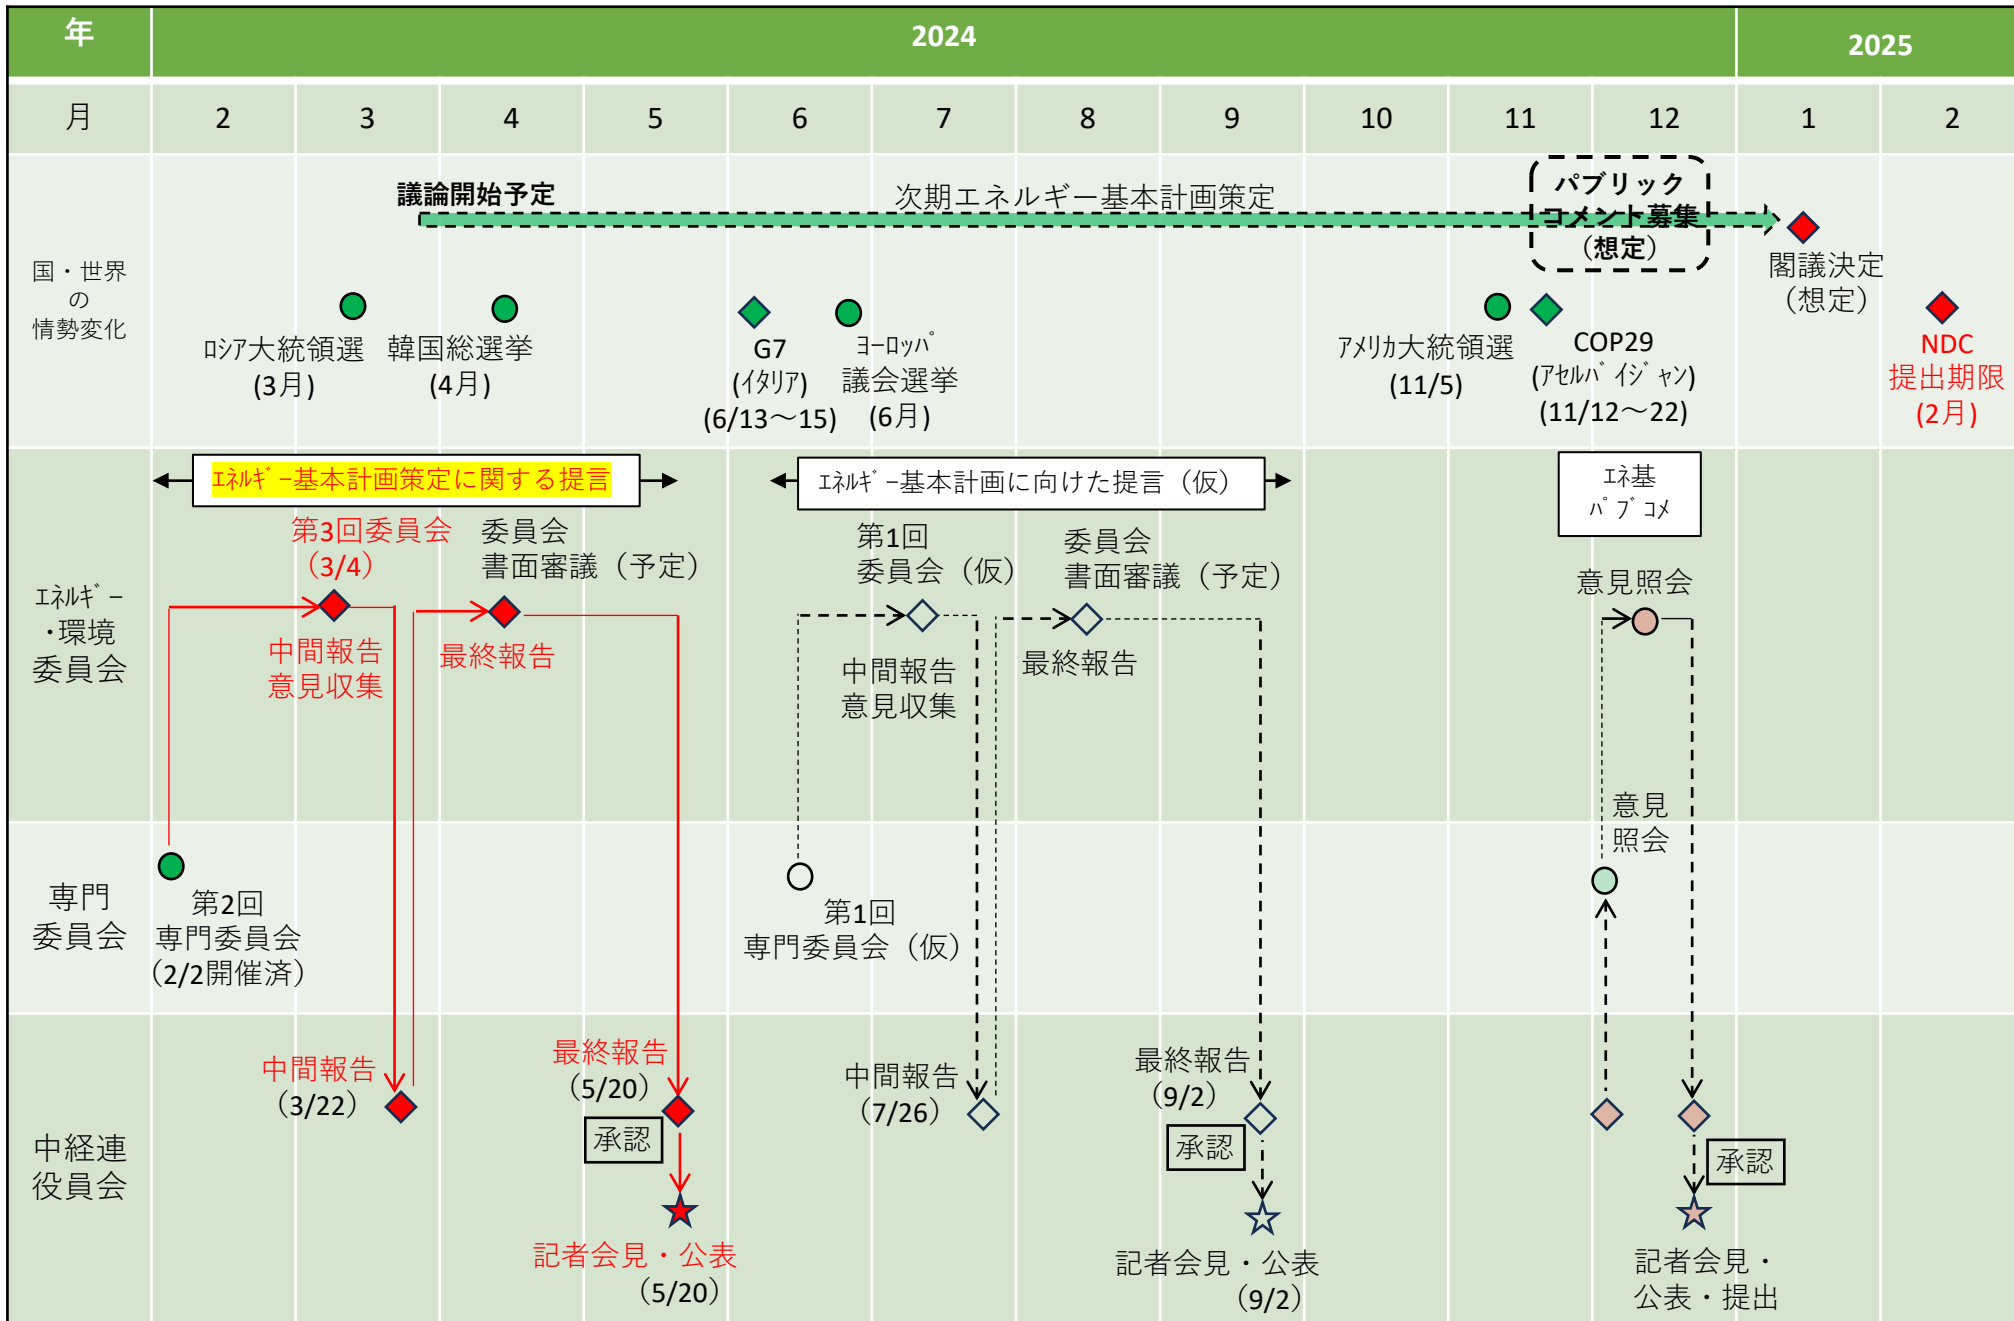 年
2024
2025
月
2
3
4
5
6
7
8
9
10
11
12
1
2
国・世界
の
情勢変化
議論開始予定
次期エネルギー基本計画策定
パブリック
コメント募集
(想定)
閣議決定
(想定)
ﾛｼｱ大統領選
(3月)
韓国総選挙
(4月)
G7
(ｲﾀﾘｱ)
(6/13～15)
ﾖｰﾛｯﾊﾟ
議会選挙
(6月)
ｱﾒﾘｶ大統領選
(11/5)
COP29
(ｱｾﾞﾙﾊﾞｲｼﾞｬﾝ)
(11/12～22)
NDC
提出期限
(2月)
ｴﾈﾙｷﾞｰ
・環境
委員会
ｴﾈﾙｷﾞｰ基本計画策定に関する提言
ｴﾈﾙｷﾞｰ基本計画に向けた提言（仮）
ｴﾈ基
ﾊﾟﾌﾞｺﾒ
第3回委員会
（3/4）
委員会
書面審議（予定）
第1回
委員会（仮）
委員会
書面審議（予定）
意見照会
中間報告
意見収集
最終報告
中間報告
意見収集
最終報告
専門
委員会
第2回
専門委員会
（2/2開催済）
第1回
専門委員会（仮）
意見
照会
中経連
役員会
中間報告
（3/22）
最終報告
（5/20）
承認
記者会見・公表
（5/20）
中間報告
（7/26）
最終報告
（9/2）
承認
記者会見・公表
（9/2）
承認
記者会見・
公表・提出